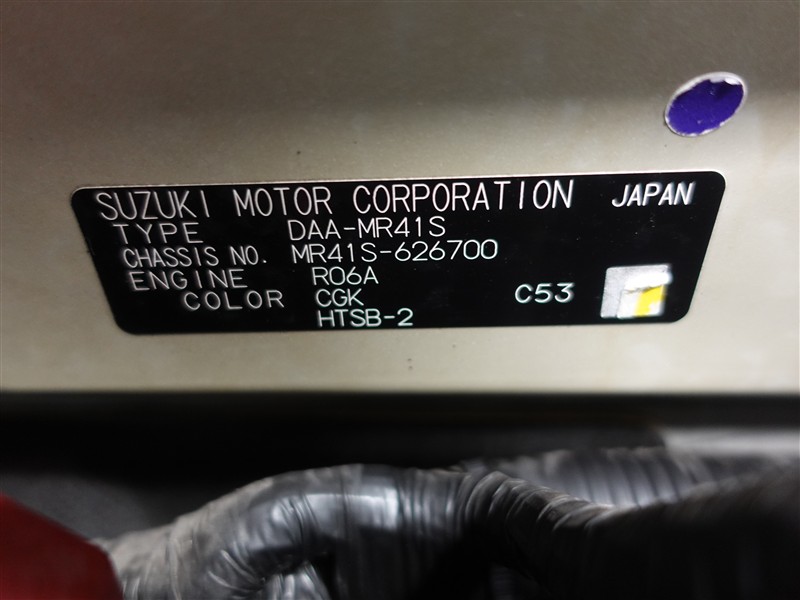 SUZUKI MOTOR CORPORATION JAPAN
TYPE DAA-MR41S
CHASSIS NO. MR41S-626700
ENGINE R06A
COLOR CGK C53
HTSB-2